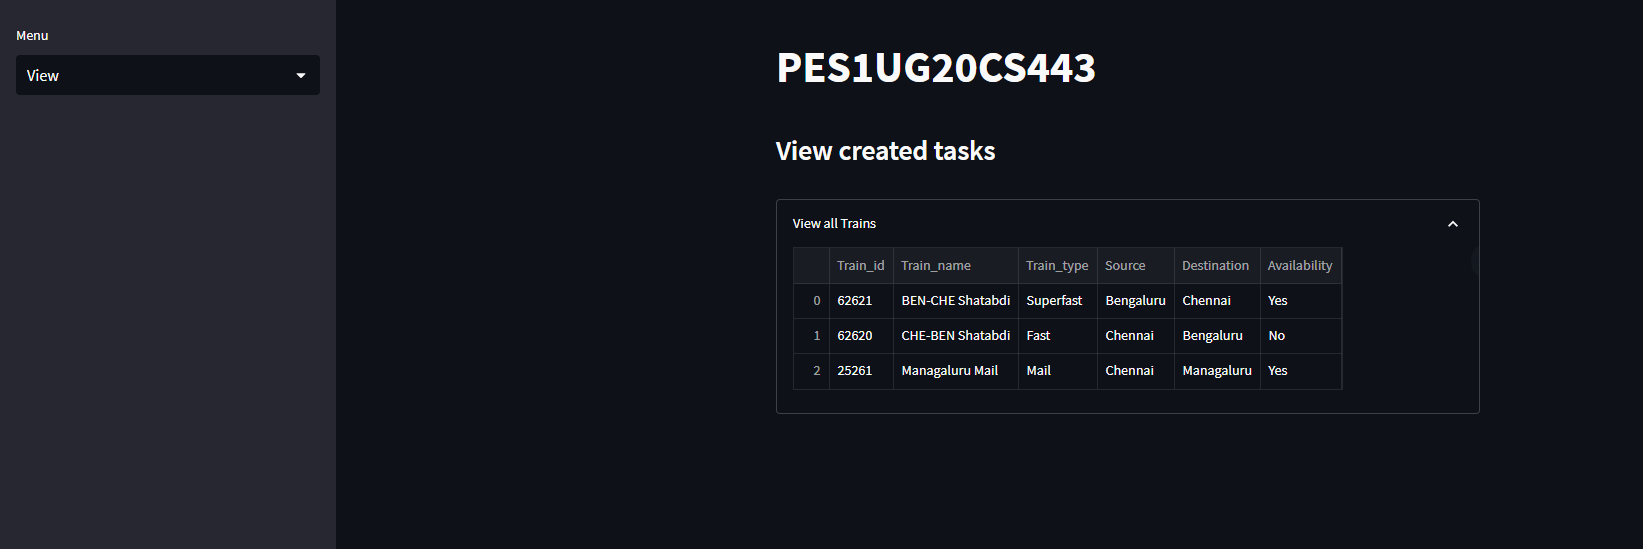 Menu
View
PES1UG20CS443
View created tasks
View all Trains
Train_id Train_name Train_type Source Destination Availability
0 62621 BEN-CHE Shatabdi Superfast Bengaluru Chennai Yes
1 62620 CHE-BEN Shatabdi Fast Chennai Bengaluru No
2 25261 Managaluru Mail Mail Chennai Managaluru Yes